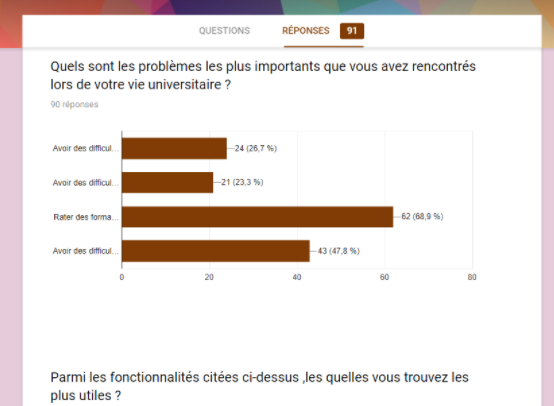 QUESTIONS RÉPONSES 91
Quels sont les problèmes les plus importants que vous avez rencontrés
lors de votre vie universitaire ?
90 réponses
Avoir des difficul... 24 (26,7 %)
Avoir des difficul... 21 (23,3 %)
Rater des forma... 62 (68,9 %)
Avoir des difficul... 43 (47,8 %)
0 20 40 60 80
Parmi les fonctionnalités citées ci-dessus ,les quelles vous trouvez les
plus utiles ?